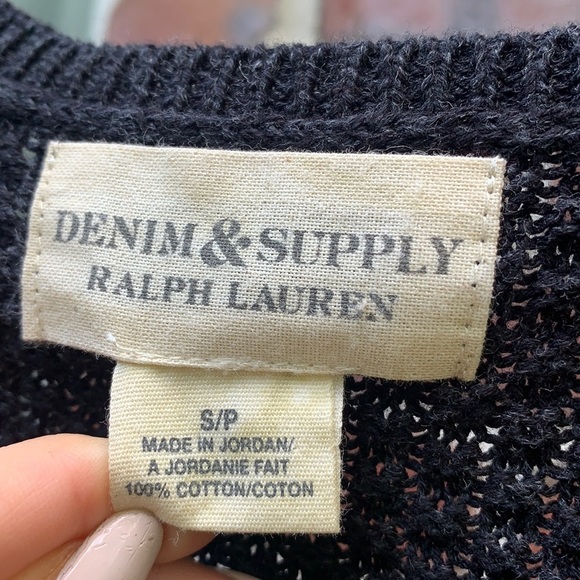 DENIM & SUPPLY
RALPH LAUREN
S/P
MADE IN JORDAN/
A JORDANIE FAIT
100% COTTON/COTON